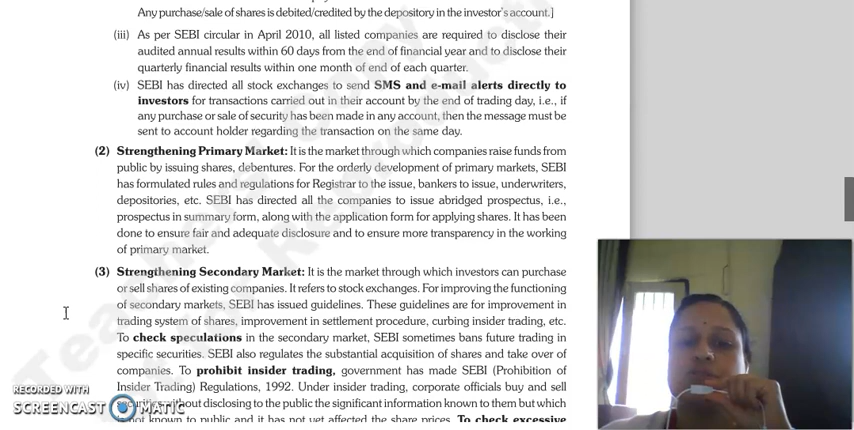 Any purchase/sale of shares is debited/credited by the depository in the investor's account.]
(iii) As per SEBI circular in April 2010, all listed companies are required to disclose their
audited annual results within 60 days from the end of financial year and to disclose their
quarterly financial results within one month of end of each quarter.
(iv) SEBI has directed all stock exchanges to send SMS and e-mail alerts directly to
investors for transactions carried out in their account by the end of trading day, i.e., if
any purchase or sale of security has been made in any account, then the message must be
sent to account holder regarding the transaction on the same day.
(2) Strengthening Primary Market: It is the market through which companies raise funds from
public by issuing shares, debentures. For the orderly development of primary markets, SEBI
has formulated rules and regulations for Registrar to the issue, bankers to issue, underwriters,
depositories, etc. SEBI has directed all the companies to issue abridged prospectus, i.e.,
prospectus in summary form, along with the application form for applying shares. It has been
done to ensure fair and adequate disclosure and to ensure more transparency in the working
of primary market.
(3) Strengthening Secondary Market: It is the market through which investors can purchase
or sell shares of existing companies. It refers to stock exchanges. For improving the functioning
of secondary markets, SEBI has issued guidelines. These guidelines are for improvement in
trading system of shares, improvement in settlement procedure, curbing insider trading, etc.
To check speculations in the secondary market, SEBI sometimes bans future trading in
specific securities. SEBI also regulates the substantial acquisition of shares and take over of
companies. To prohibit insider trading, government has made SEBI (Prohibition of
Insider Trading) Regulations, 1992. Under insider trading, corporate officials buy and sell
securities without disclosing to the public the significant information known to them but which
is not known to public and it has not yet affected the share prices. To check excessive
RECORDED WITH
SCREENCAST MATIC